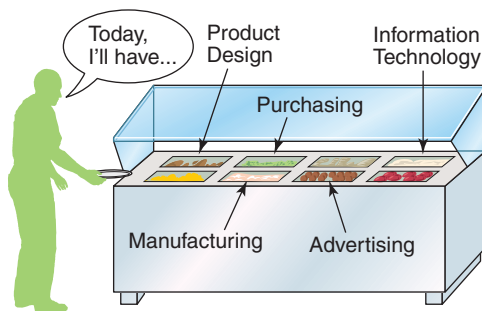 Today,
I'll have...
Product
Design
Information
Technology
Purchasing
Manufacturing
Advertising